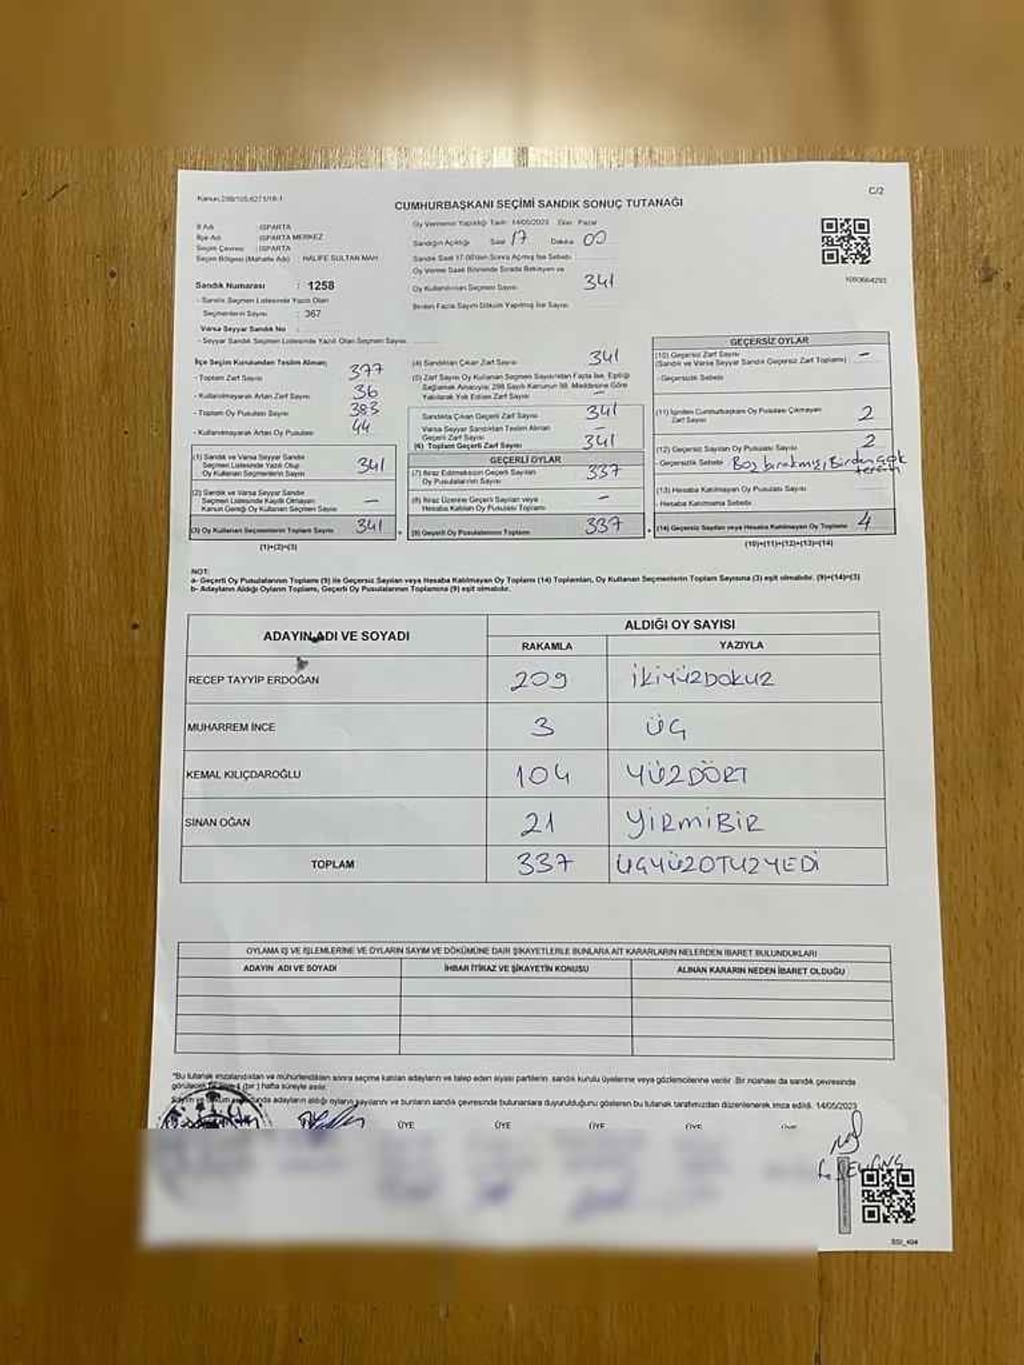 Kanun:298/105,6271/18-1
C/2
CUMHURBAŞKANI SEÇİMİ SANDIK SONUÇ TUTANAĞI
İl Adı : ISPARTA
İlçe Adı : ISPARTA MERKEZ
Seçim Çevresi : ISPARTA
Seçim Bölgesi (Mahalle Adı) : HALİFE SULTAN MAH.
Oy Vermenin Yapıldığı Tarih: 14/05/2023 Gün: Pazar
Sandığın Açıldığı Saat 17 Dakika 00
Sandık Saat 17:00'den Sonra Açılmış İse Sebebi
Oy Verme Saati Bitiminde Sırada Bekleyen ve
Oy Kullandırılan Seçmen Sayısı 341
Birden Fazla Sayım Döküm Yapılmış İse Sayısı
1000664293
Sandık Numarası : 1258
- Sandık Seçmen Listesinde Yazılı Olan
Seçmenlerin Sayısı : 367
Varsa Seyyar Sandık No :
- Seyyar Sandık Seçmen Listesinde Yazılı Olan Seçmen Sayısı
İlçe Seçim Kurulundan Teslim Alınan;
- Toplam Zarf Sayısı 377
- Kullanılmayarak Artan Zarf Sayısı 36
- Toplam Oy Pusulası Sayısı 383
- Kullanılmayarak Artan Oy Pusulası 44
(1) Sandık ve Varsa Seyyar Sandık
Seçmen Listesinde Yazılı Olup
Oy Kullanan Seçmenlerin Sayısı 341
(2) Sandık ve Varsa Seyyar Sandık
Seçmen Listesinde Kayıtlı Olmayan
Kanun Gereği Oy Kullanan Seçmen Sayısı —
(3) Oy Kullanan Seçmenlerin Toplam Sayısı 341
(1)+(2)=(3)
(4) Sandıktan Çıkan Zarf Sayısı 341
(5) Zarf Sayısı Oy Kullanan Seçmen Sayısından Fazla İse, Eşitliği
Sağlamak Amacıyla; 298 Sayılı Kanunun 98. Maddesine Göre
Yakılarak Yok Edilen Zarf Sayısı —
Sandıkta Çıkan Geçerli Zarf Sayısı 341
Varsa Seyyar Sandıktan Teslim Alınan
Geçerli Zarf Sayısı —
(6) Toplam Geçerli Zarf Sayısı 341
GEÇERLİ OYLAR
(7) İtiraz Edilmeksizin Geçerli Sayılan
Oy Pusulalarının Sayısı 337
(8) İtiraz Üzerine Geçerli Sayılan veya
Hesaba Katılan Oy Pusulası Toplamı —
(9) Geçerli Oy Pusulalarının Toplamı 337
GEÇERSİZ OYLAR
(10) Geçersiz Zarf Sayısı
(Sandık ve Varsa Seyyar Sandık Geçersiz Zarf Toplamı) —
- Geçersizlik Sebebi
(11) İçinden Cumhurbaşkanı Oy Pusulası Çıkmayan
Zarf Sayısı 2
(12) Geçersiz Sayılan Oy Pusulası Sayısı 2
- Geçersizlik Sebebi Boş bırakmış, Birden çok
tercih
(13) Hesaba Katılmayan Oy Pusulası Sayısı
- Hesaba Katılmama Sebebi
(14) Geçersiz Sayılan veya Hesaba Katılmayan Oy Toplamı 4
(10)+(11)+(12)+(13)=(14)
NOT:
a- Geçerli Oy Pusulalarının Toplamı (9) ile Geçersiz Sayılan veya Hesaba Katılmayan Oy Toplamı (14) Toplamları, Oy Kullanan Seçmenlerin Toplam Sayısına (3) eşit olmalıdır. (9)+(14)=(3)
b- Adayların Aldığı Oyların Toplamı, Geçerli Oy Pusulalarının Toplamına (9) eşit olmalıdır.
ADAYIN ADI VE SOYADI
ALDIĞI OY SAYISI
RAKAMLA YAZIYLA
RECEP TAYYİP ERDOĞAN 209 İKİYÜZDOKUZ
MUHARREM İNCE 3 ÜÇ
KEMAL KILIÇDAROĞLU 104 YÜZDÖRT
SİNAN OĞAN 21 YİRMİBİR
TOPLAM 337 ÜÇYÜZOTUZYEDİ
OYLAMA İŞ VE İŞLEMLERİNE VE OYLARIN SAYIM VE DÖKÜMÜNE DAİR ŞİKAYETLERLE BUNLARA AİT KARARLARIN NELERDEN İBARET BULUNDUKLARI
ADAYIN ADI VE SOYADI İHBAR İTİRAZ VE ŞİKAYETİN KONUSU ALINAN KARARIN NEDEN İBARET OLDUĞU
*Bu tutanak imzalandıktan ve mühürlendikten sonra seçime katılan adayların ve talep eden siyasi partilerin sandık kurulu üyelerine veya gözlemcilerine verilir. Bir nüshası da sandık çevresinde
(bir) hafta süreyle asılır.
adayların aldığı oyların sayılarını ve bunların sandık çevresinde bulunanlara duyurulduğunu gösteren bu tutanak tarafımızdan düzenlenerek imza edildi. 14/05/2023
ÜYE ÜYE ÜYE ÜYE